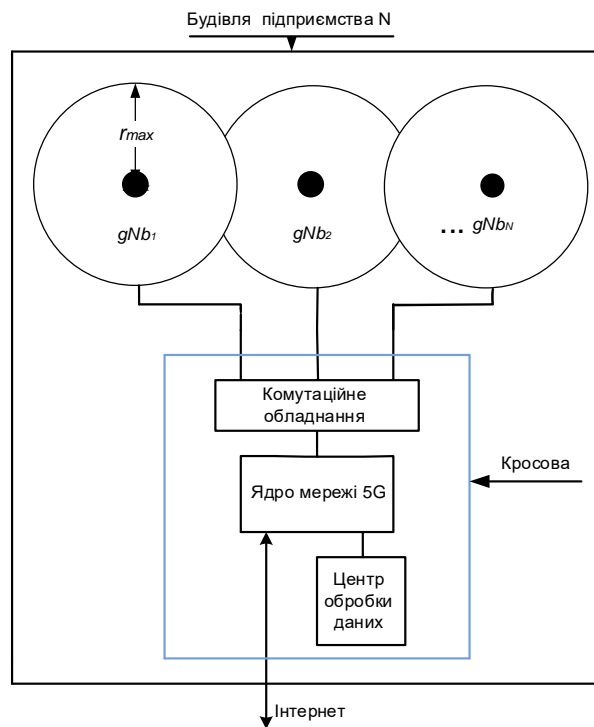 Будівля підприємства N
rmax
gNb1
gNb2
... gNbN
Комутаційне
обладнання
Кросова
Ядро мережі 5G
Центр
обробки
даних
Інтернет